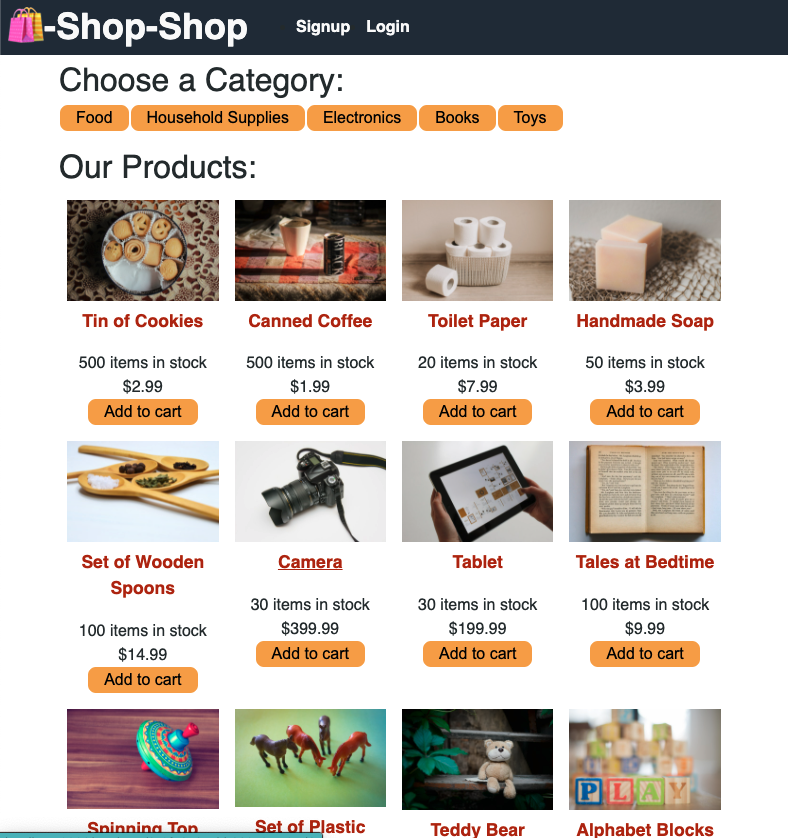 -Shop-Shop
Signup Login
Choose a Category:
Food Household Supplies Electronics Books Toys
Our Products:
BLACK
Tin of Cookies Canned Coffee Toilet Paper Handmade Soap
500 items in stock 500 items in stock 20 items in stock 50 items in stock
$2.99 $1.99 $7.99 $3.99
Add to cart Add to cart Add to cart Add to cart
Set of Wooden Spoons Camera Tablet Tales at Bedtime
100 items in stock 30 items in stock 30 items in stock 100 items in stock
$14.99 $399.99 $199.99 $9.99
Add to cart Add to cart Add to cart Add to cart
PLAY
Spinning Top Set of Plastic Teddy Bear Alphabet Blocks